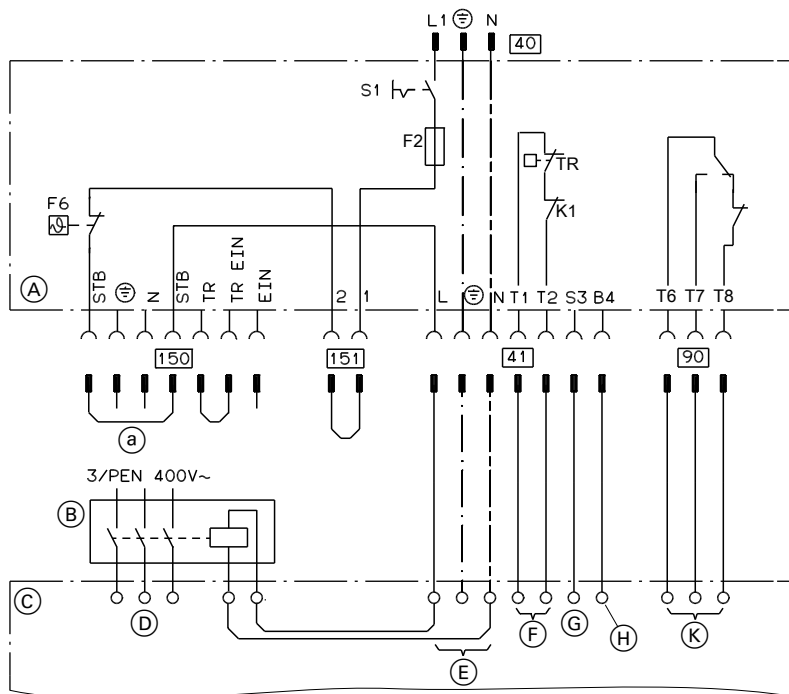 L1 N 40
S1
F2
TR
F6
K1
A STB N STB TR TR EIN EIN 2 1 L N T1 T2 S3 B4 T6 T7 T8
150 151 41 90
a
3/PEN 400V~
B
C
D F G H K
E